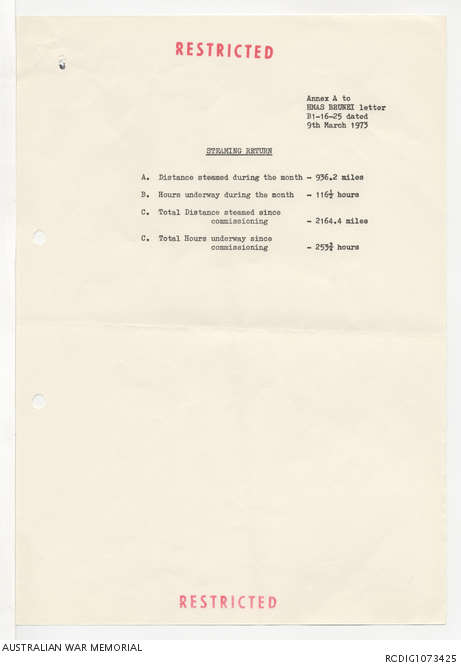 RESTRICTED
Annex A to
HMAS BRUNEI letter
B1-16-25 dated
9th March 1973
STEAMING RETURN
A. Distance steamed during the month - 936.2 miles
B. Hours underway during the month - 116½ hours
C. Total Distance steamed since
commissioning - 2164.4 miles
C. Total Hours underway since
commissioning - 253¾ hours
RESTRICTED
AUSTRALIAN WAR MEMORIAL
RCDIG1073425